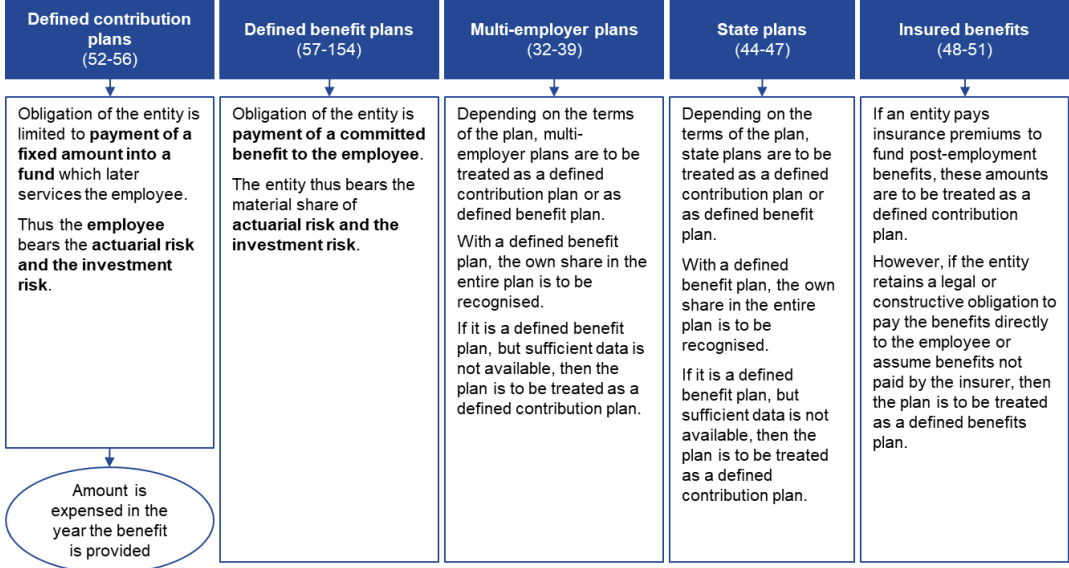 Defined contribution
plans
(52-56)
Obligation of the entity is
limited to payment of a
fixed amount into a
fund which later
services the employee.
Thus the employee
bears the actuarial risk
and the investment
risk.
Amount is
expensed in the
year the benefit
is provided
Defined benefit plans
(57-154)
Obligation of the entity is
payment of a committed
benefit to the employee.
The entity thus bears the
material share of
actuarial risk and the
investment risk.
Multi-employer plans
(32-39)
Depending on the terms
of the plan, multi-
employer plans are to be
treated as a defined
contribution plan or as
defined benefit plan.
With a defined benefit
plan, the own share in the
entire plan is to be
recognised.
If it is a defined benefit
plan, but sufficient data is
not available, then the
plan is to be treated as a
defined contribution plan.
State plans
(44-47)
Depending on the
terms of the plan,
state plans are to be
treated as a defined
contribution plan or
as defined benefit
plan.
With a defined
benefit plan, the own
share in the entire
plan is to be
recognised.
If it is a defined
benefit plan, but
sufficient data is not
available, then the
plan is to be treated
as a defined
contribution plan.
Insured benefits
(48-51)
If an entity pays
insurance premiums to
fund post-employment
benefits, these amounts
are to be treated as a
defined contribution
plan.
However, if the entity
retains a legal or
constructive obligation to
pay the benefits directly
to the employee or
assume benefits not
paid by the insurer, then
the plan is to be treated
as a defined benefits
plan.